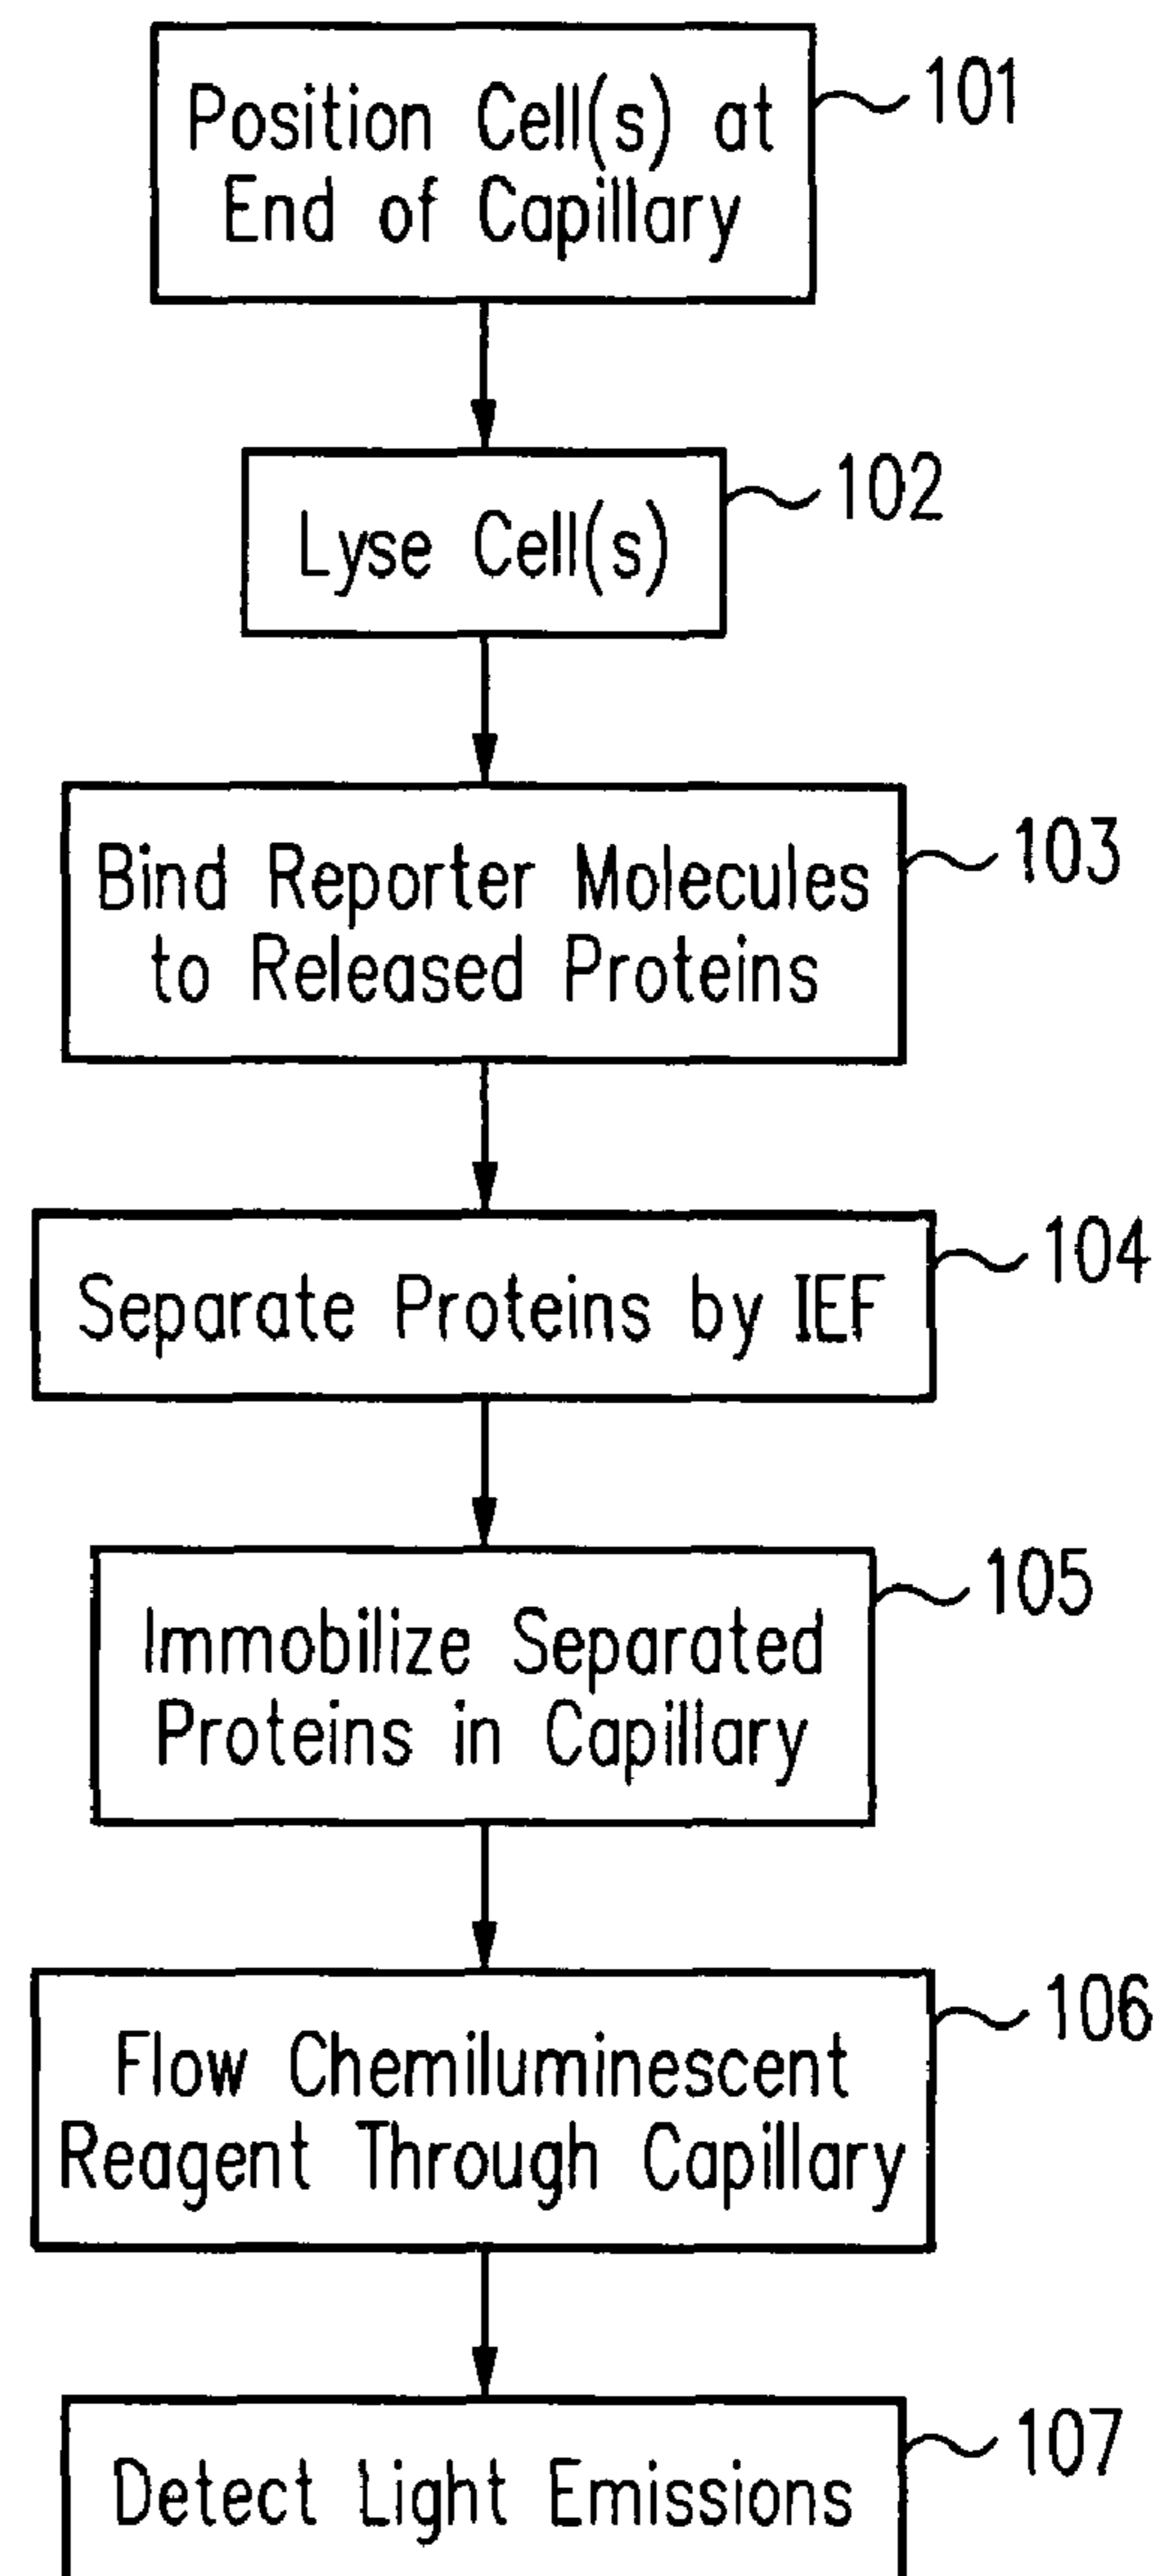 Position Cell(s) at
End of Capillary
101
Lyse Cell(s)
102
Bind Reporter Molecules
to Released Proteins
103
Separate Proteins by IEF
104
Immobilize Separated
Proteins in Capillary
105
Flow Chemiluminescent
Reagent Through Capillary
106
Detect Light Emissions
107